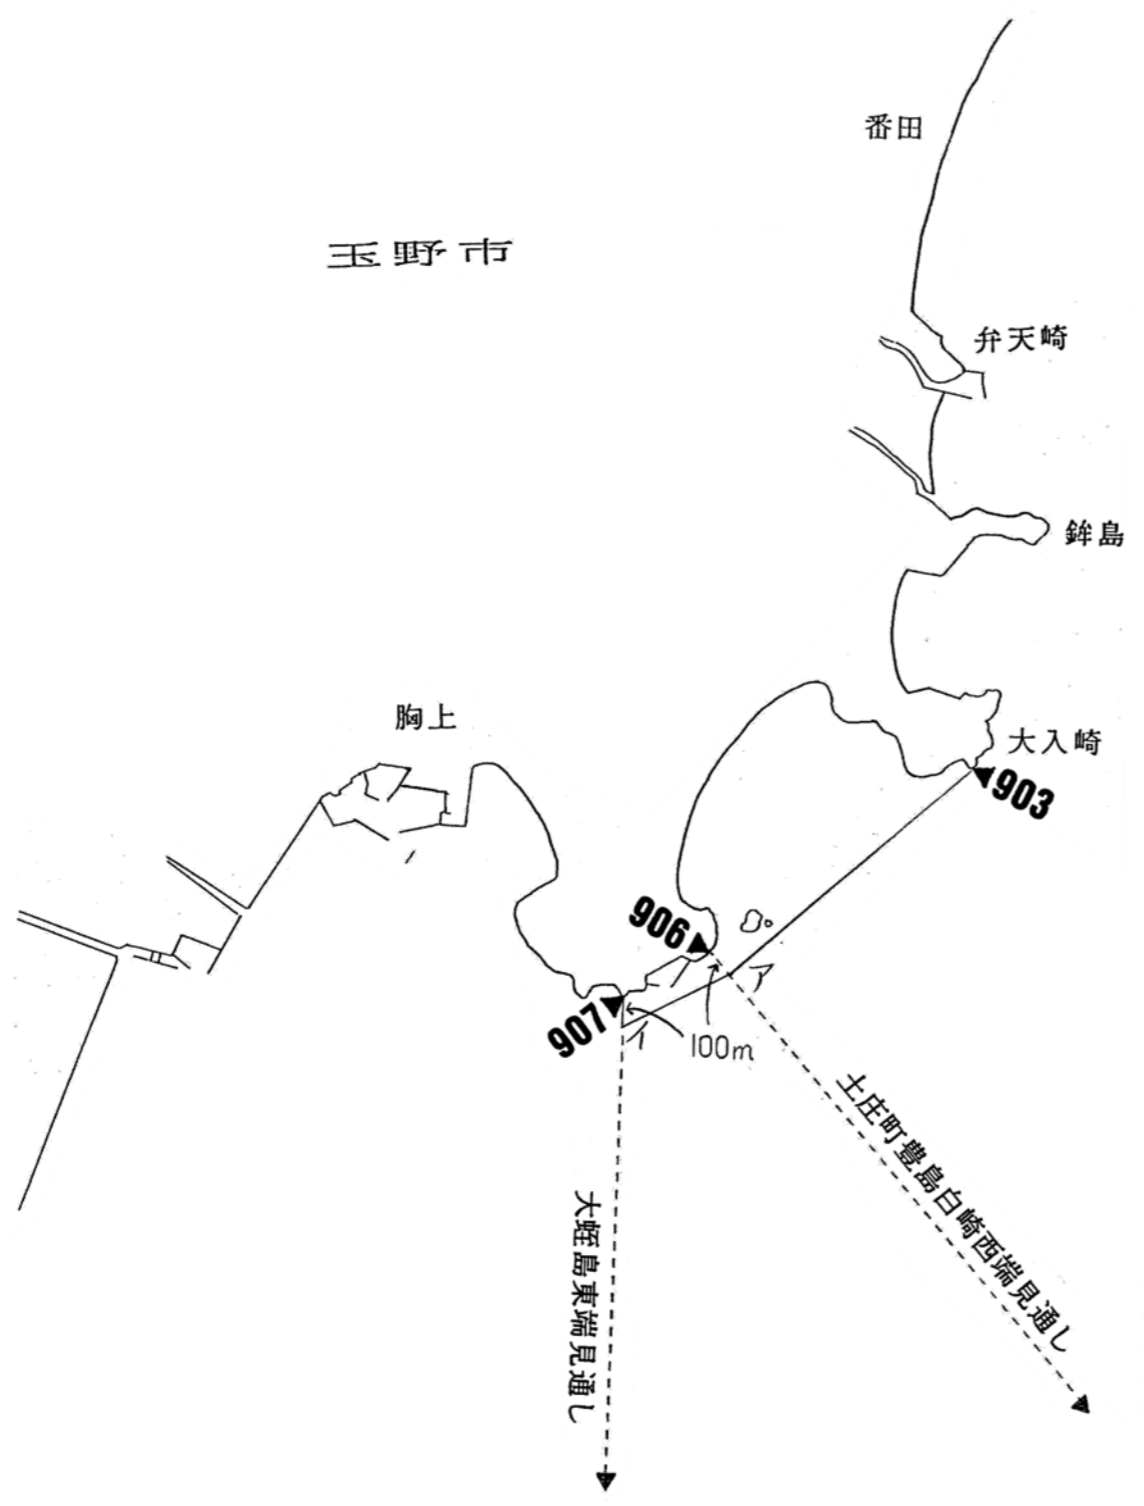 番田
玉野市
弁天崎
鉾島
胸上
大入崎
903
906
ア
907
イ
100m
土庄町豊島白崎西端見通し
大蛭島東端見通し